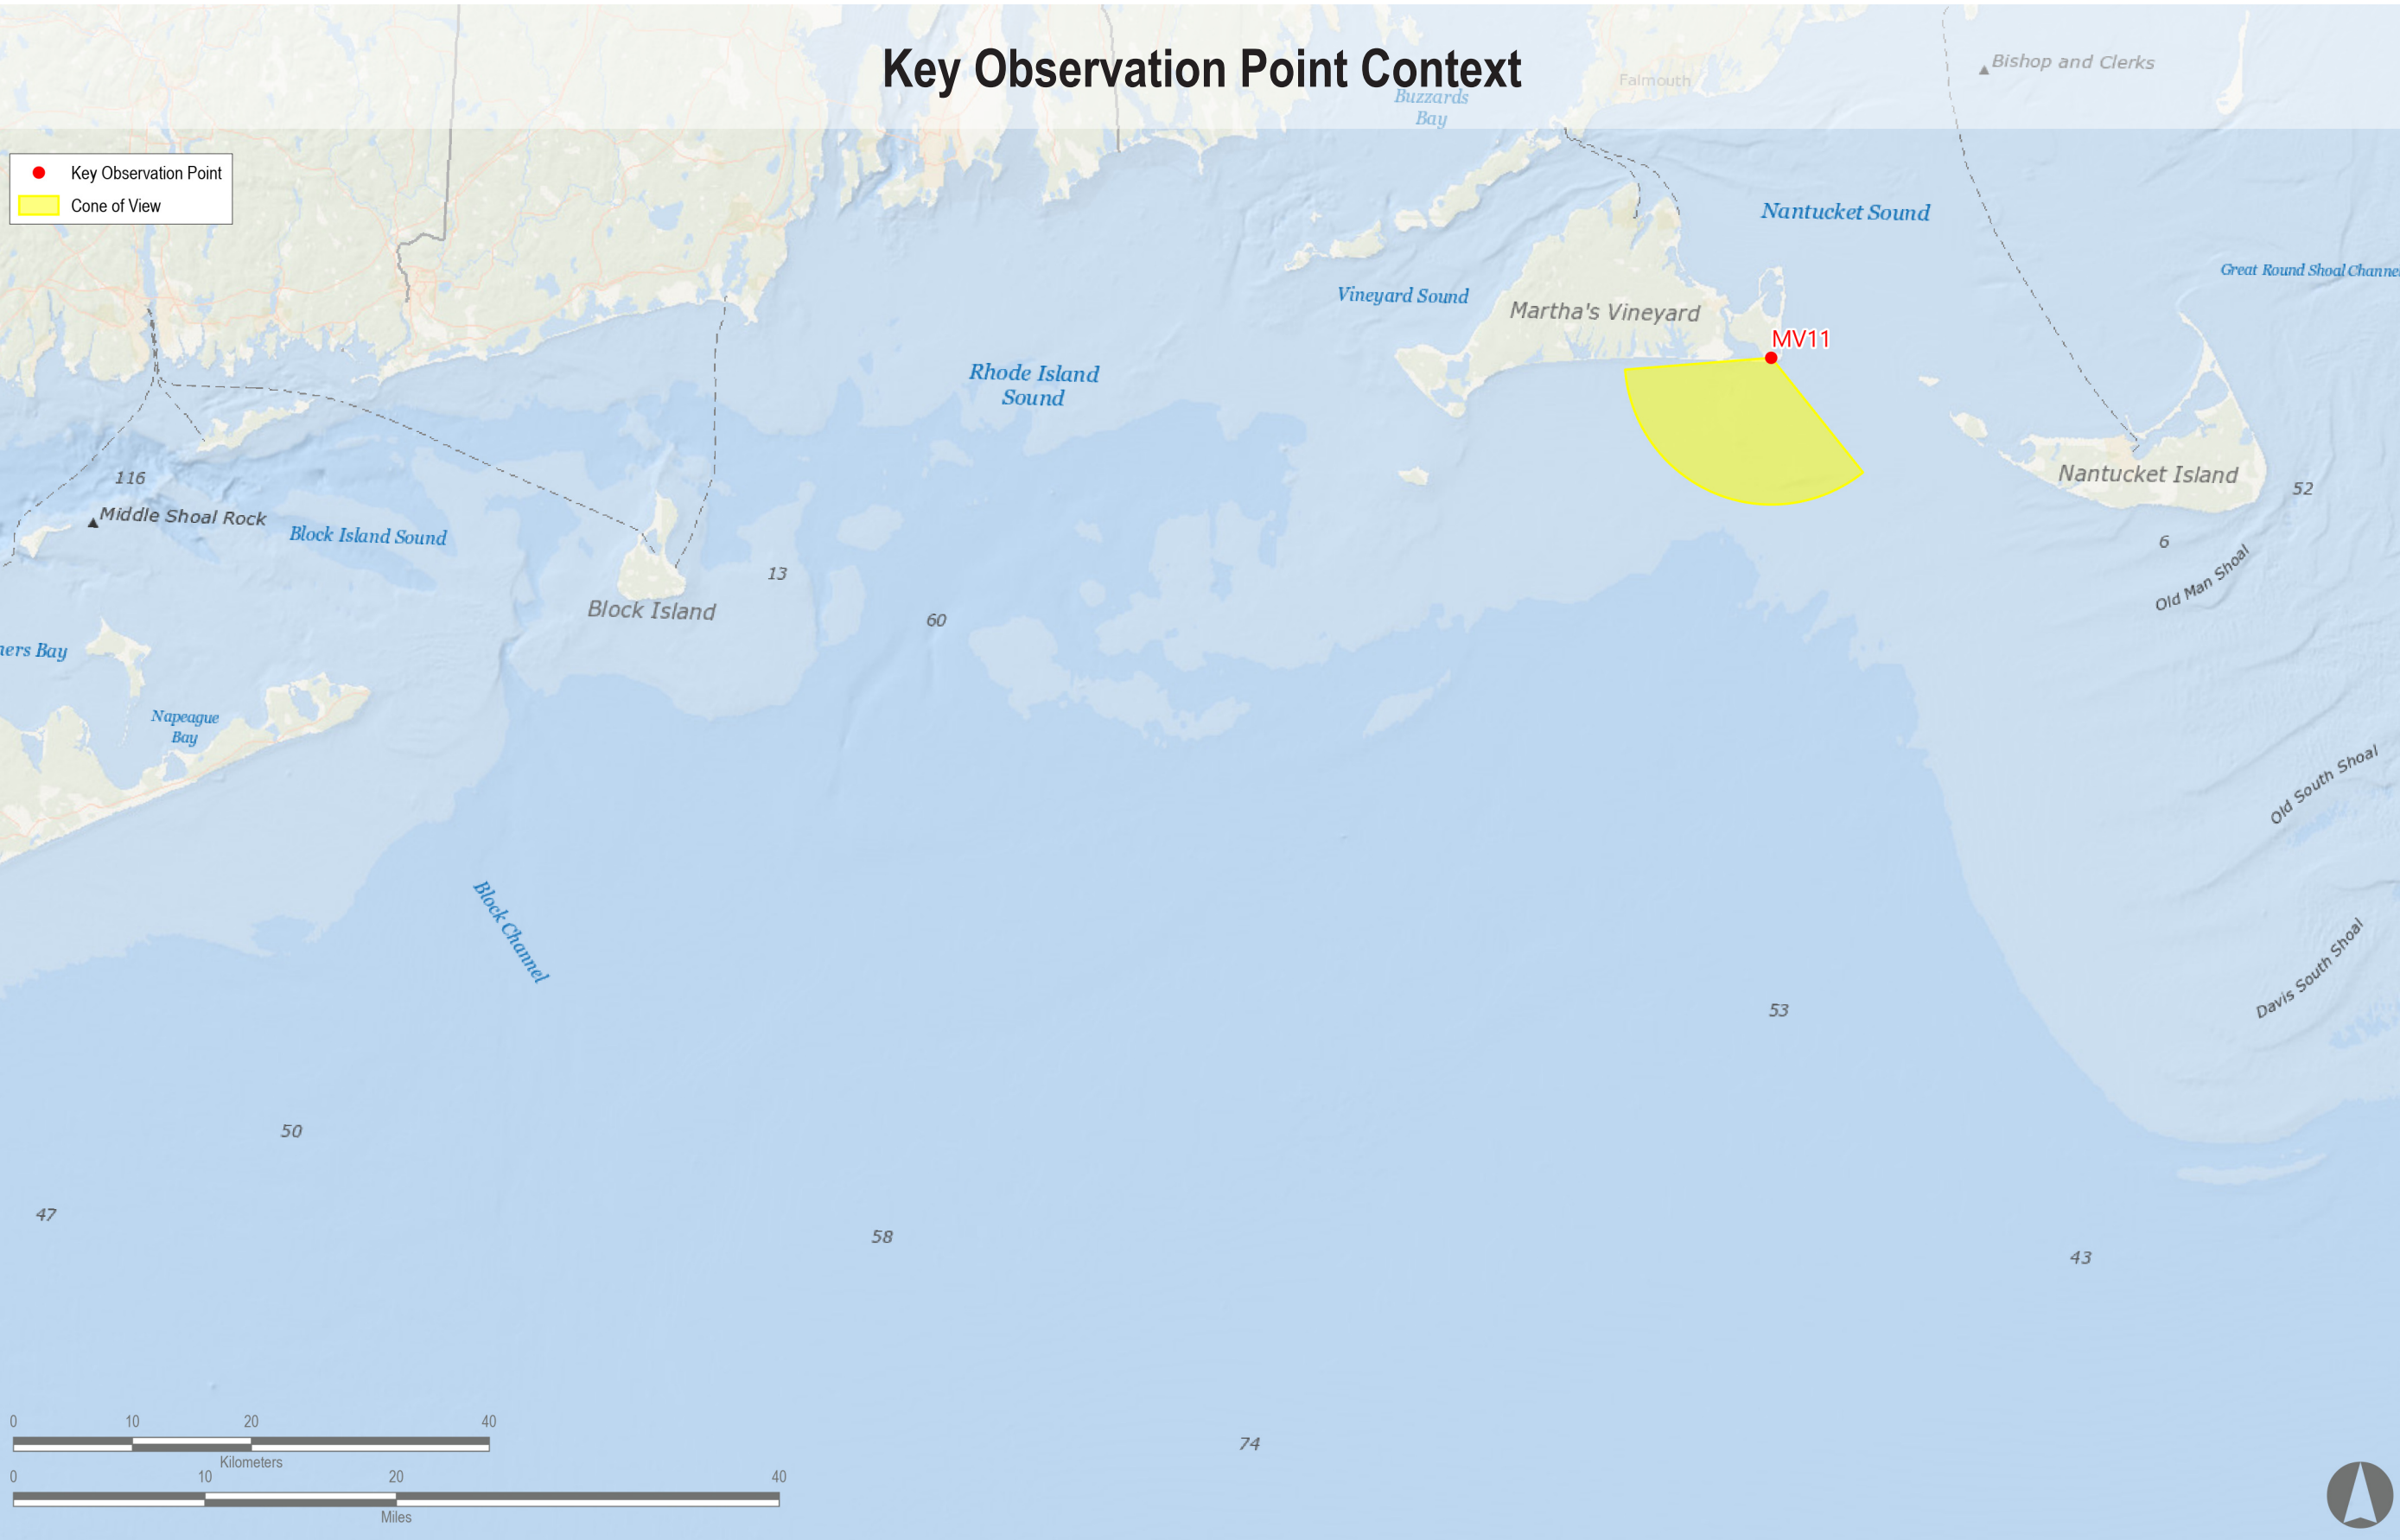 Key Observation Point Context
Bishop and Clerks
Falmouth
Buzzards
Bay
Key Observation Point
Cone of View
Nantucket Sound
Great Round Shoal Channel
Vineyard Sound
Martha's Vineyard
MV11
Rhode Island
Sound
Nantucket Island
52
116
Middle Shoal Rock
Block Island Sound
6
Old Man Shoal
13
Block Island
60
ners Bay
Napeague
Bay
Old South Shoal
Block Channel
Davis South Shoal
53
50
47
58
43
74
0 10 20 40
Kilometers
0 10 20 40
Miles